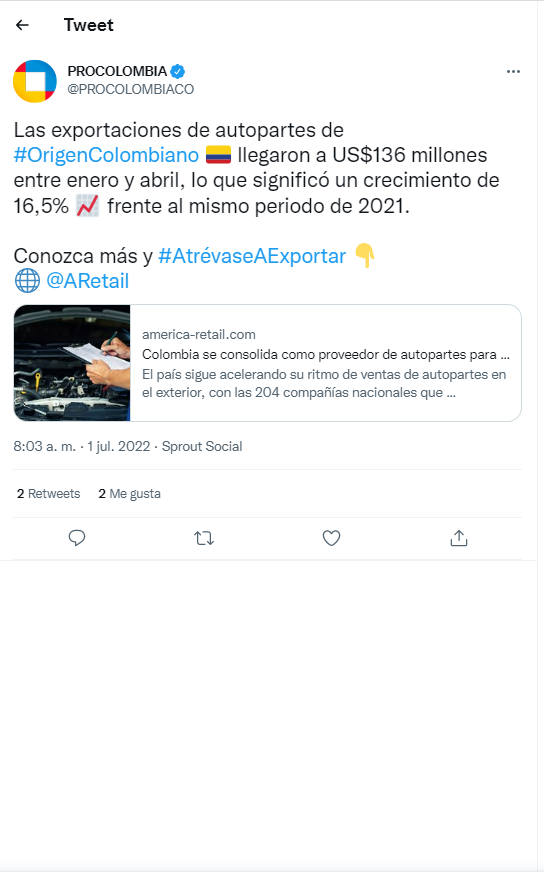 Tweet
PROCOLOMBIA
@PROCOLOMBIACO
Las exportaciones de autopartes de
#OrigenColombiano 🇨🇴 llegaron a US$136 millones
entre enero y abril, lo que significó un crecimiento de
16,5% 📈 frente al mismo periodo de 2021.
Conozca más y #AtrévaseAExportar 👇
🌐 @ARetail
america-retail.com
Colombia se consolida como proveedor de autopartes para ...
El país sigue acelerando su ritmo de ventas de autopartes en
el exterior, con las 204 compañías nacionales que ...
8:03 a. m. · 1 jul. 2022 · Sprout Social
2 Retweets 2 Me gusta